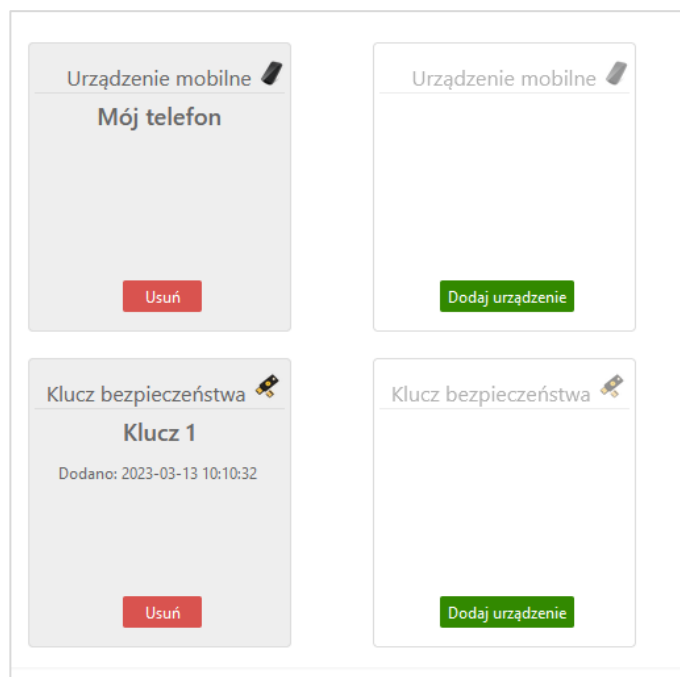 Urządzenie mobilne
Mój telefon
Usuń
Urządzenie mobilne
Dodaj urządzenie
Klucz bezpieczeństwa
Klucz 1
Dodano: 2023-03-13 10:10:32
Usuń
Klucz bezpieczeństwa
Dodaj urządzenie